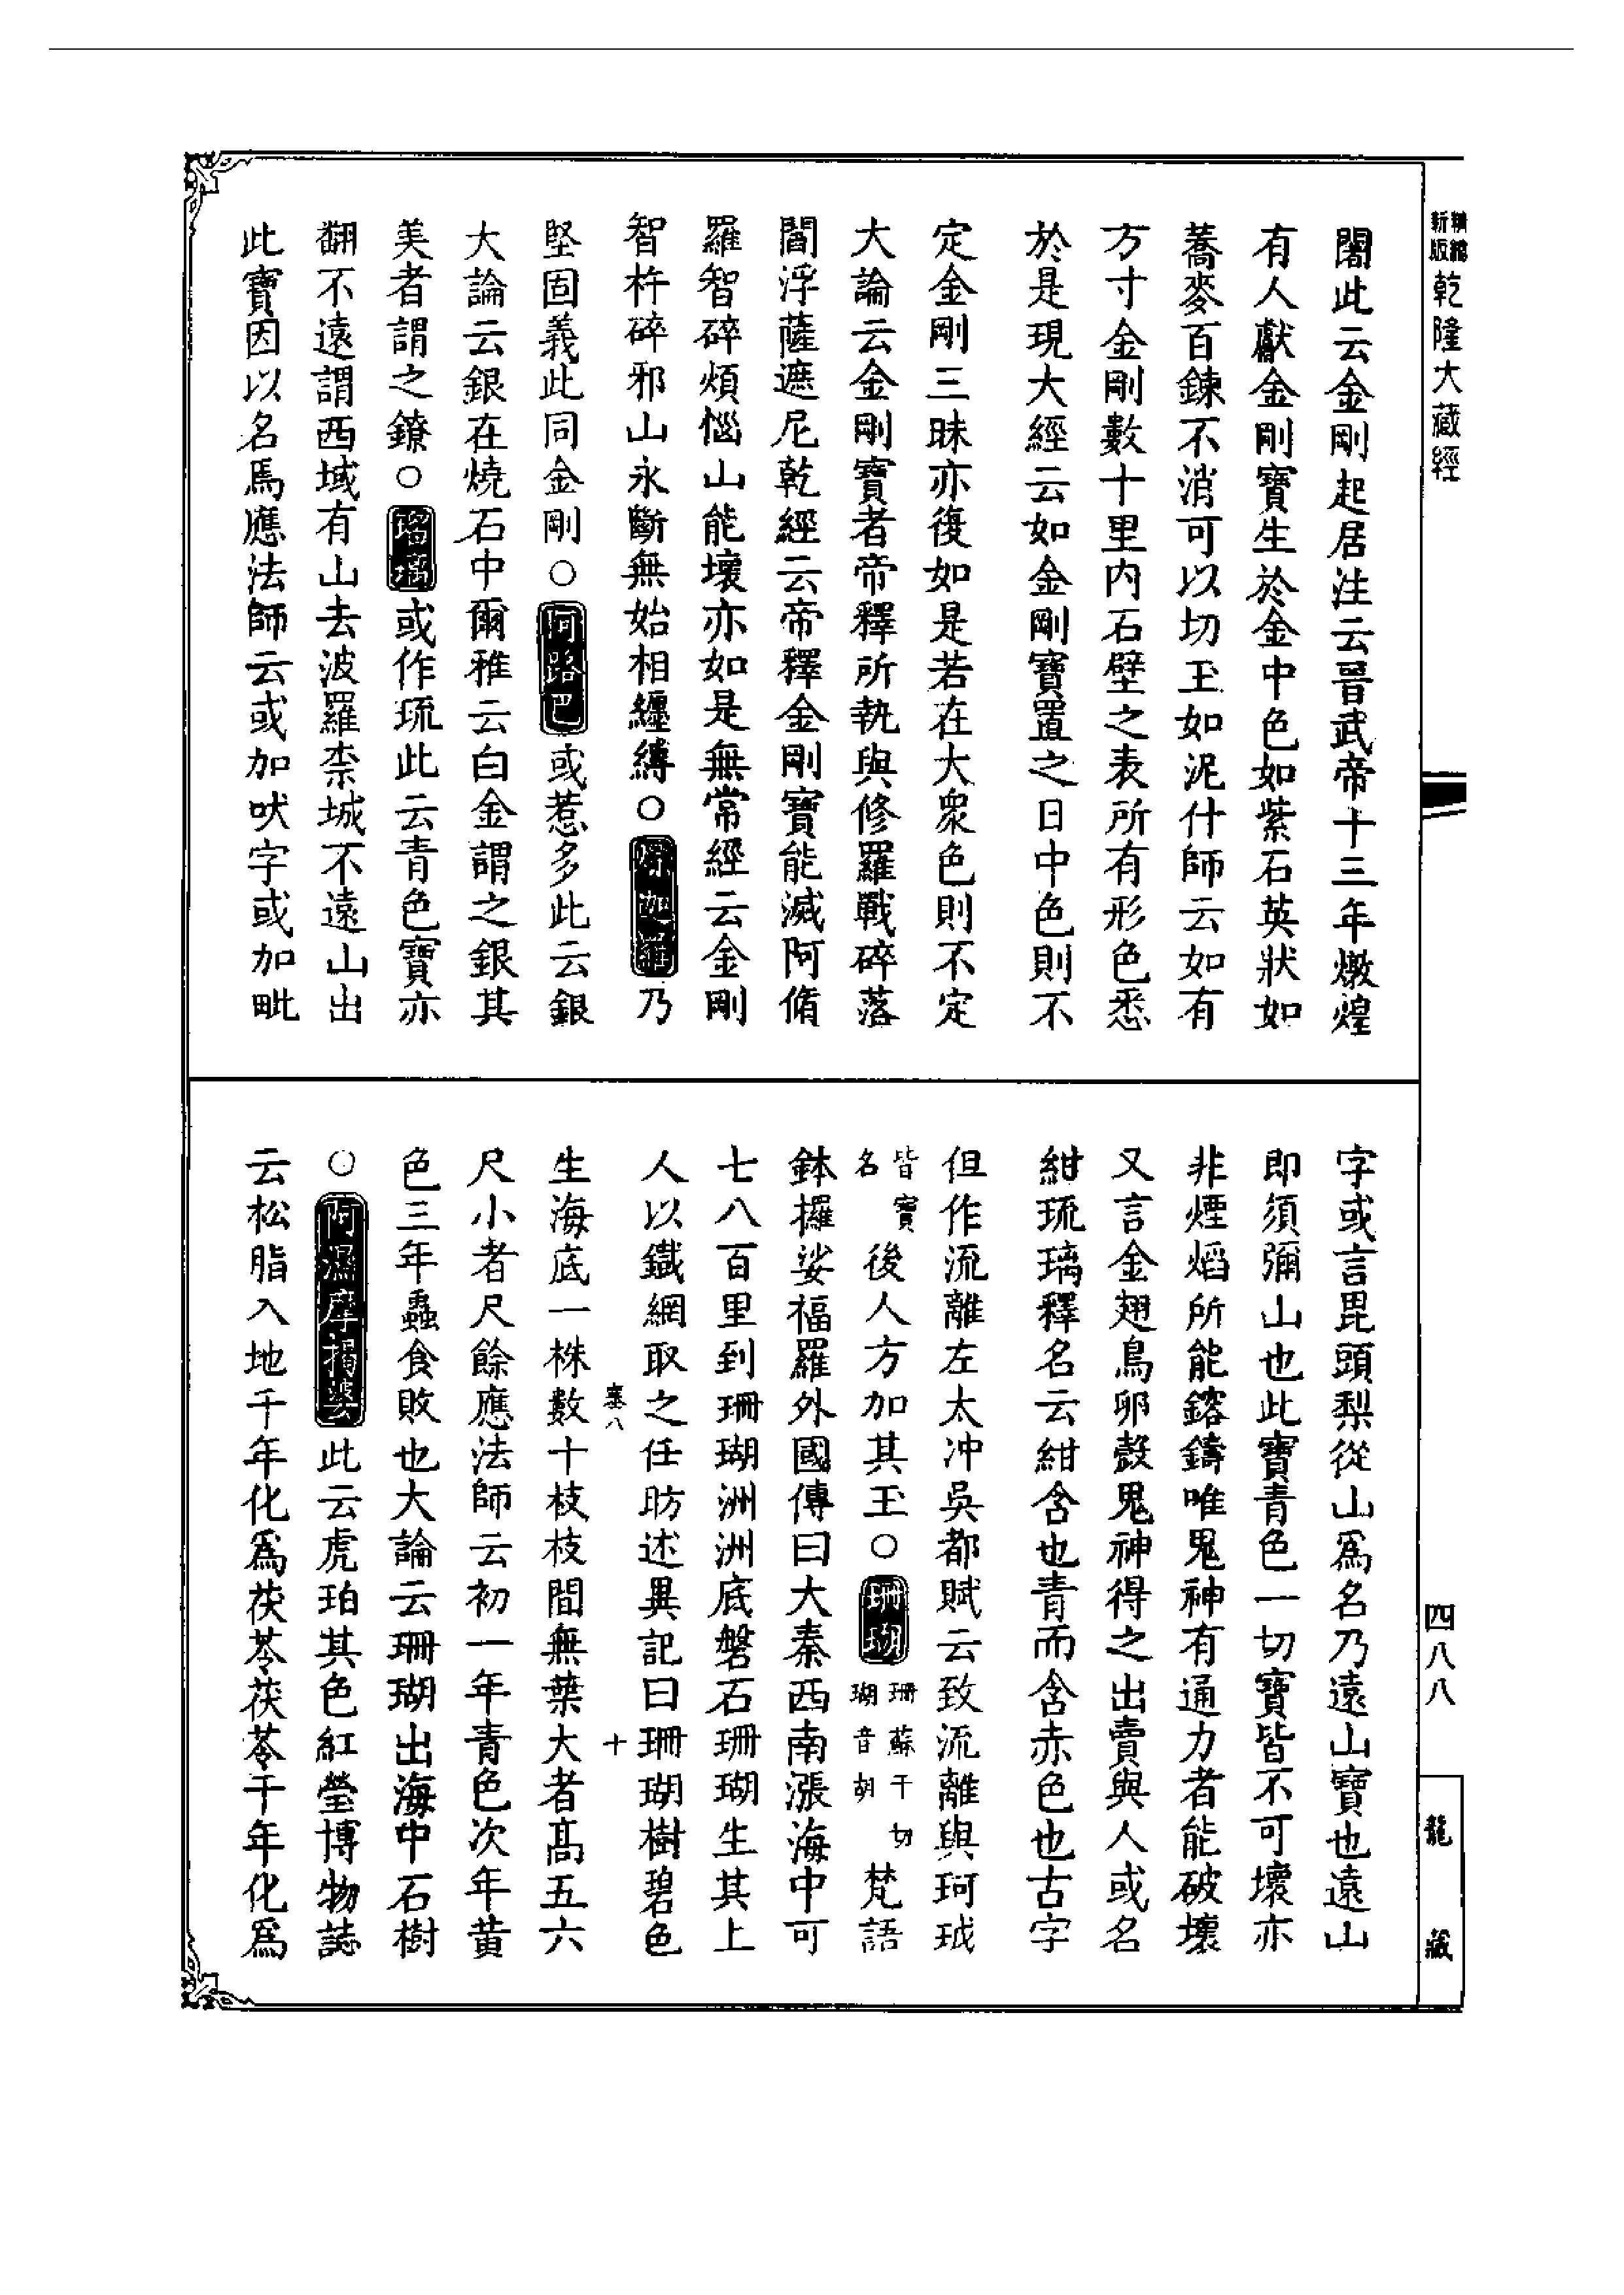 精縮新版乾隆大藏經
四八八
龍藏
闍此云金剛起居注云晉武帝十三年燉煌
有人獻金剛寶生於金中色如紫石英狀如
蕎麥百鍊不消可以切玉如泥什師云如有
方寸金剛數十里內石壁之表所有形色悉
於是現大經云如金剛寶置之日中色則不
定金剛三昧亦復如是若在大眾色則不定
大論云金剛寶者帝釋所執與修羅戰碎落
閻浮薩遮尼乾經云帝釋金剛寶能滅阿脩
羅智碎煩惱山能壞亦如是無常經云金剛
智杵碎邪山永斷無始相纏縛○爍迦羅乃
堅固義此同金剛○阿路巴或惹多此云銀
大論云銀在燒石中爾雅云白金謂之銀其
美者謂之鐐○瑠璃或作琉此云青色寶亦
翻不遠謂西域有山去波羅柰城不遠山出
此寶因以名焉應法師云或加吠字或加毗
字或言毘頭梨從山為名乃遠山寶也遠山
即須彌山也此寶青色一切寶皆不可壞亦
非煙焰所能鎔鑄唯鬼神有通力者能破壞
又言金翅鳥卵殼鬼神得之出賣與人或名
紺琉璃釋名云紺含也青而含赤色也古字
但作流離左太冲吳都賦云致流離與珂珬
皆寶名後人方加其玉○珊瑚珊蘇干切瑚音胡梵語
鉢攞娑福羅外國傳曰大秦西南漲海中可
七八百里到珊瑚洲洲底磐石珊瑚生其上
人以鐵網取之任昉述異記曰珊瑚樹碧色
塞八 十
生海底一株數十枝枝間無葉大者高五六
尺小者尺餘應法師云初一年青色次年黃
色三年蟲食敗也大論云珊瑚出海中石樹
○阿濕摩揭婆此云虎珀其色紅瑩博物誌
云松脂入地千年化為茯苓茯苓千年化為